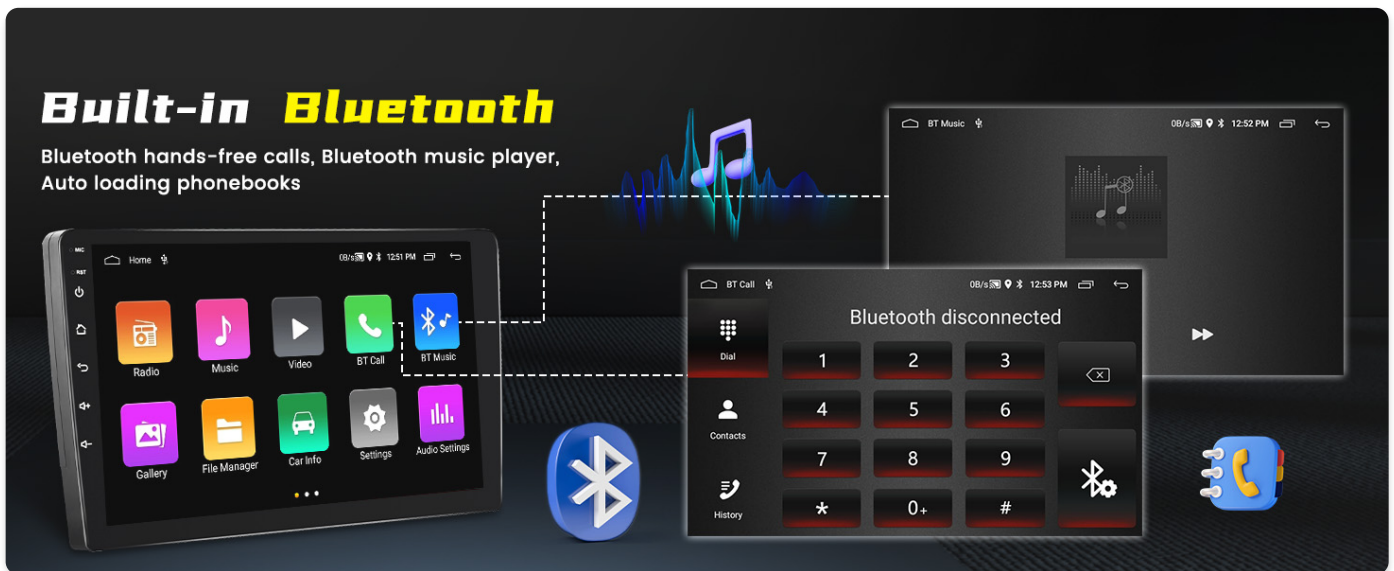 Built-in Bluetooth
Bluetooth hands-free calls, Bluetooth music player,
Auto loading phonebooks
MIC
RST
Home 0B/s 12:51 PM
Radio Music Video BT Call BT Music
Gallery File Manager Car Info Settings Audio Settings
BT Music 0B/s 12:52 PM
BT Call 0B/s 12:53 PM
Bluetooth disconnected
Dial
Contacts
History
1 2 3
4 5 6
7 8 9
* 0+ #